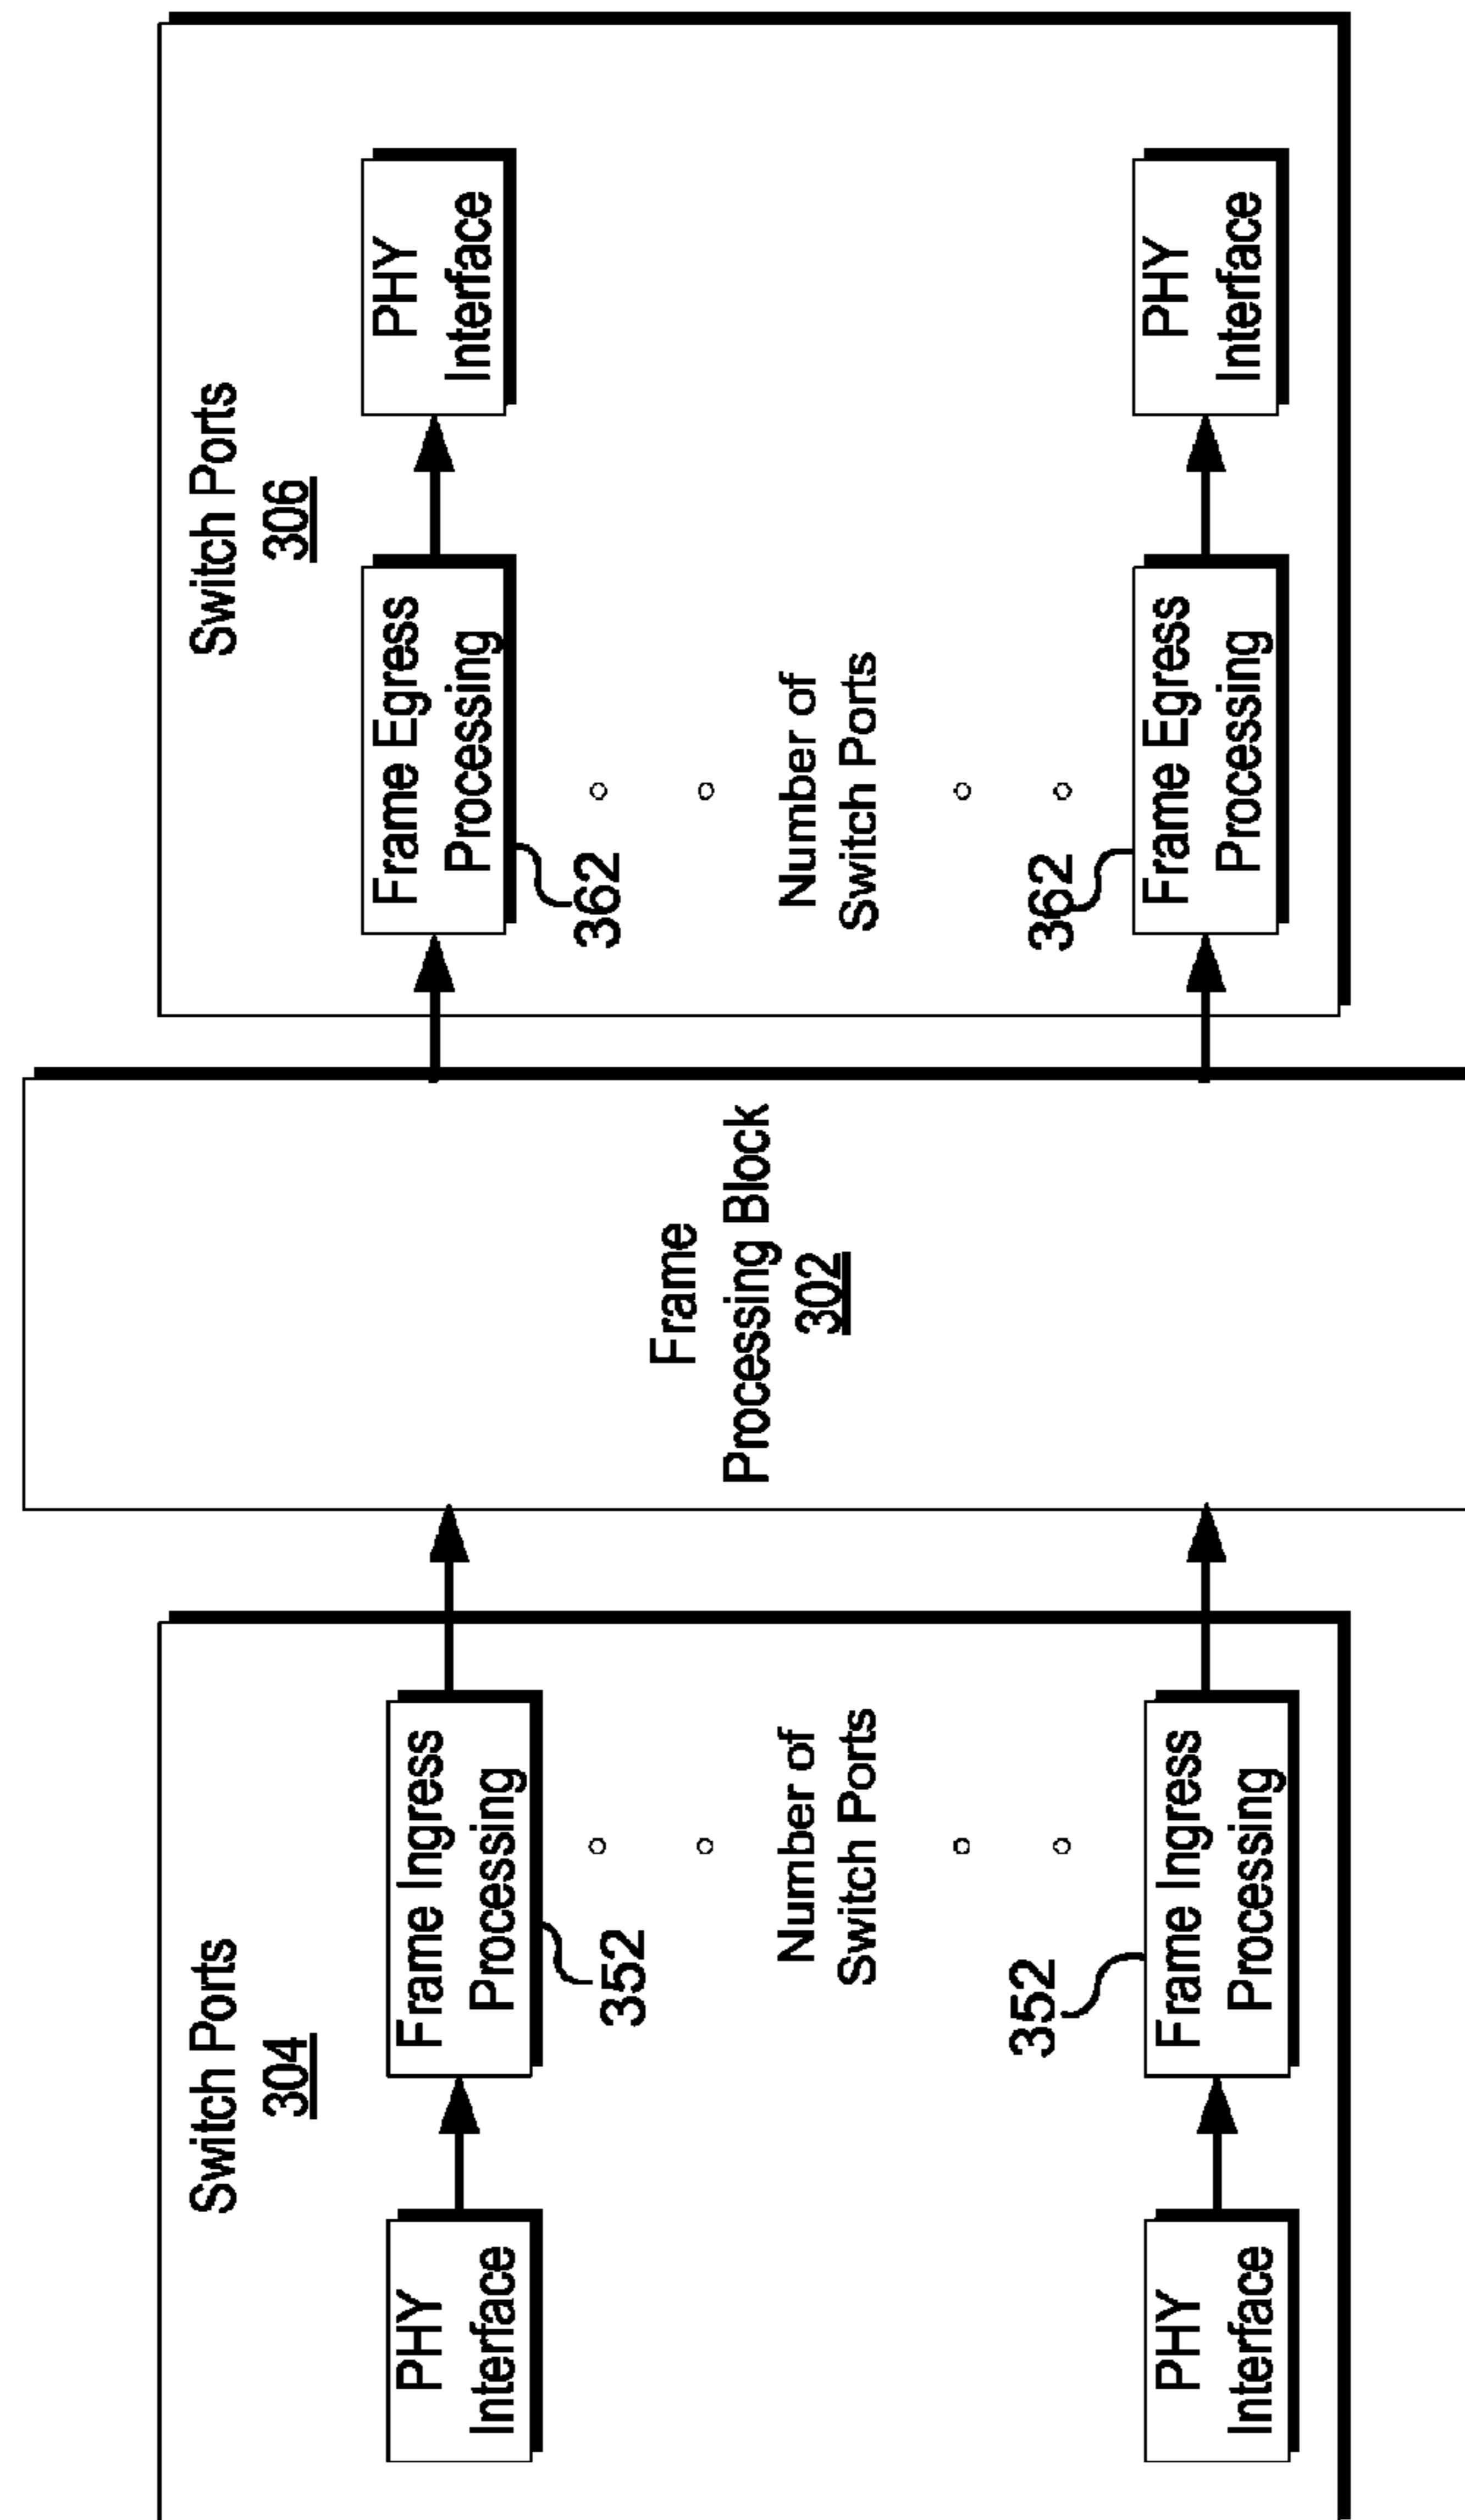 Switch Ports
304
PHY
Interface
Frame Ingress
Processing
352
Number of
Switch Ports
352
PHY
Interface
Frame Ingress
Processing
Frame
Processing Block
302
Switch Ports
306
Frame Egress
Processing
PHY
Interface
362
Number of
Switch Ports
362
Frame Egress
Processing
PHY
Interface